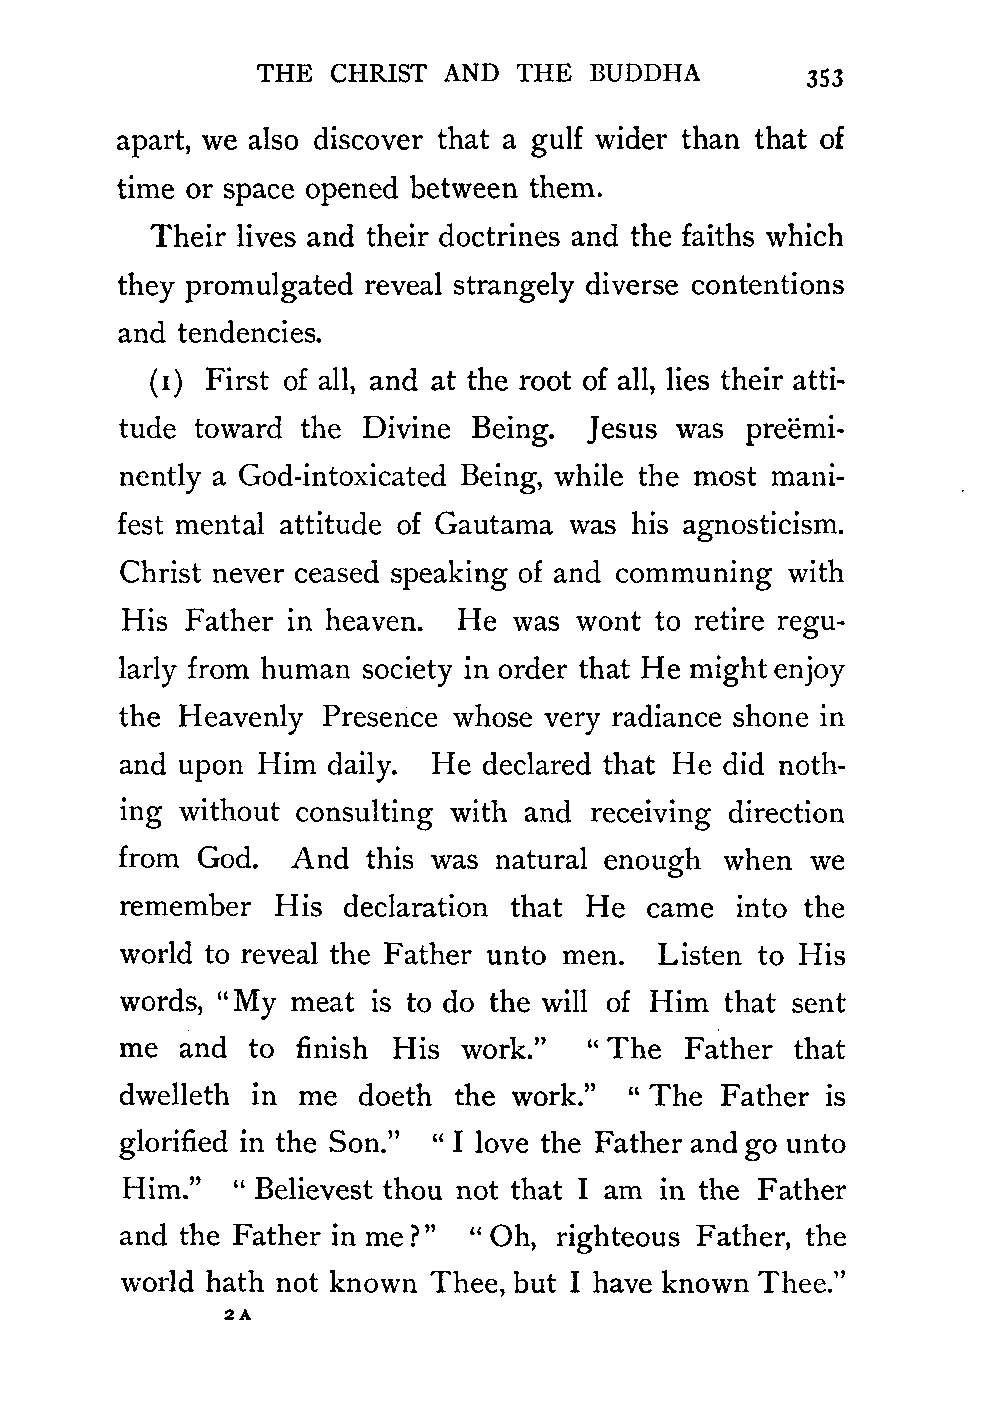 THE CHRIST AND THE BUDDHA 353
apart, we also discover that a gulf wider than that of
time or space opened between them.
Their lives and their doctrines and the faiths which
they promulgated reveal strangely diverse contentions
and tendencies.
(1) First of all, and at the root of all, lies their atti-
tude toward the Divine Being. Jesus was preëmi-
nently a God-intoxicated Being, while the most mani-
fest mental attitude of Gautama was his agnosticism.
Christ never ceased speaking of and communing with
His Father in heaven. He was wont to retire regu-
larly from human society in order that He might enjoy
the Heavenly Presence whose very radiance shone in
and upon Him daily. He declared that He did noth-
ing without consulting with and receiving direction
from God. And this was natural enough when we
remember His declaration that He came into the
world to reveal the Father unto men. Listen to His
words, "My meat is to do the will of Him that sent
me and to finish His work." "The Father that
dwelleth in me doeth the work." "The Father is
glorified in the Son." "I love the Father and go unto
Him." "Believest thou not that I am in the Father
and the Father in me?" "Oh, righteous Father, the
world hath not known Thee, but I have known Thee."
2 A